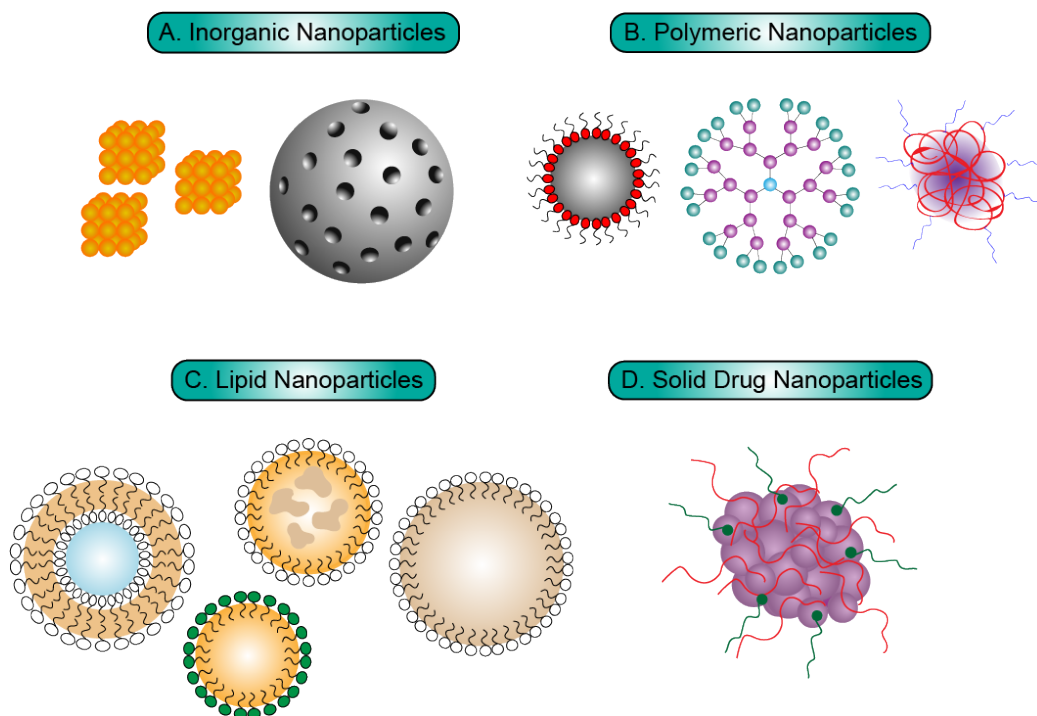 A. Inorganic Nanoparticles
B. Polymeric Nanoparticles
C. Lipid Nanoparticles
D. Solid Drug Nanoparticles